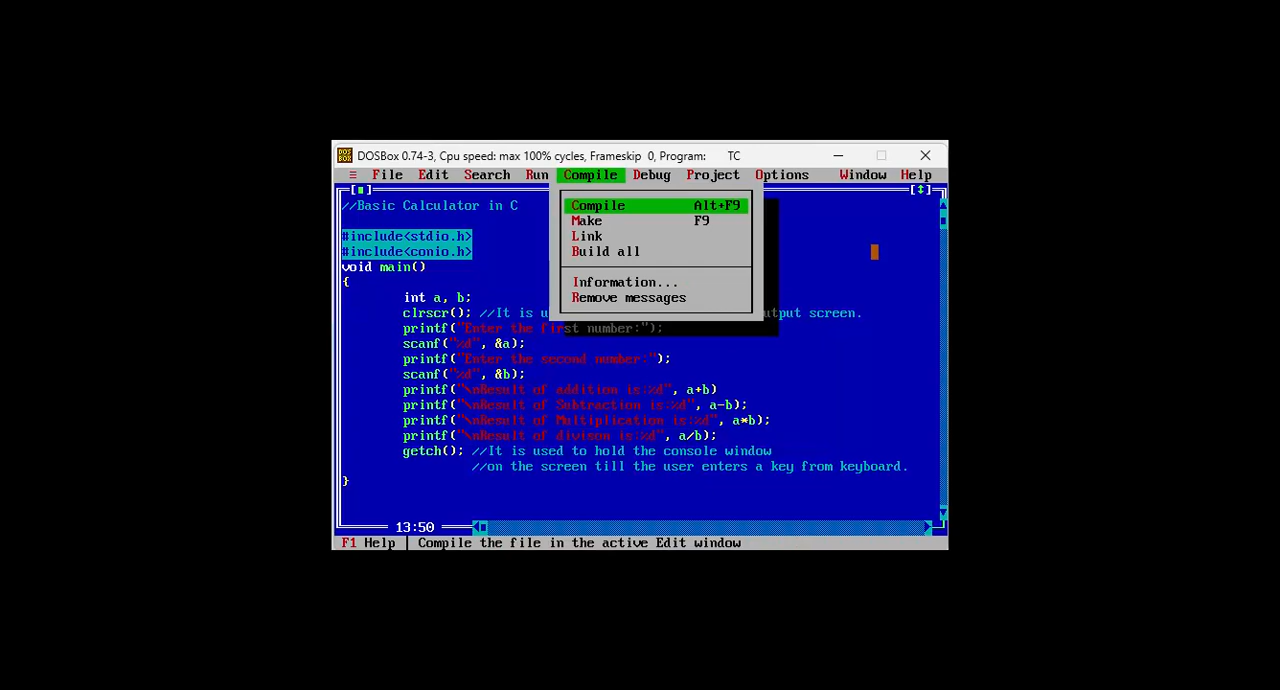 DOSBox 0.74-3, Cpu speed: max 100% cycles, Frameskip 0, Program: TC
≡ File Edit Search Run Compile Debug Project Options Window Help
//Basic Calculator in C
Compile Alt+F9
Make F9
Link
Build all
Information...
Remove messages
#include<stdio.h>
#include<conio.h>
void main()
{
int a, b;
clrscr(); //It is u utput screen.
printf("Enter the first number:");
scanf("%d", &a);
printf("Enter the second number:");
scanf("%d", &b);
printf("\nResult of addition is:%d", a+b)
printf("\nResult of Subtraction is:%d", a-b);
printf("\nResult of Multiplication is:%d", a*b);
printf("\nResult of divison is:%d", a/b);
getch(); //It is used to hold the console window
//on the screen till the user enters a key from keyboard.
}
13:50
F1 Help | Compile the file in the active Edit window